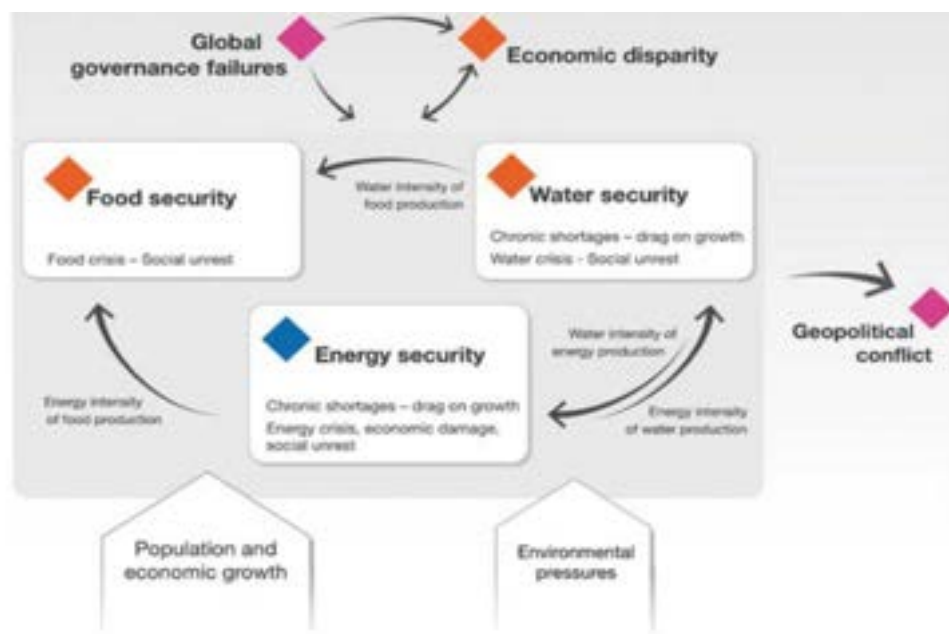 Global
governance failures
Economic disparity
Food security
Food crisis – Social unrest
Water intensity of
food production
Water security
Chronic shortages – drag on growth
Water crisis - Social unrest
Geopolitical
conflict
Energy security
Chronic shortages – drag on growth
Energy crisis, economic damage,
social unrest
Water intensity of
energy production
Energy intensity
of food production
Energy intensity
of water production
Population and
economic growth
Environmental
pressures